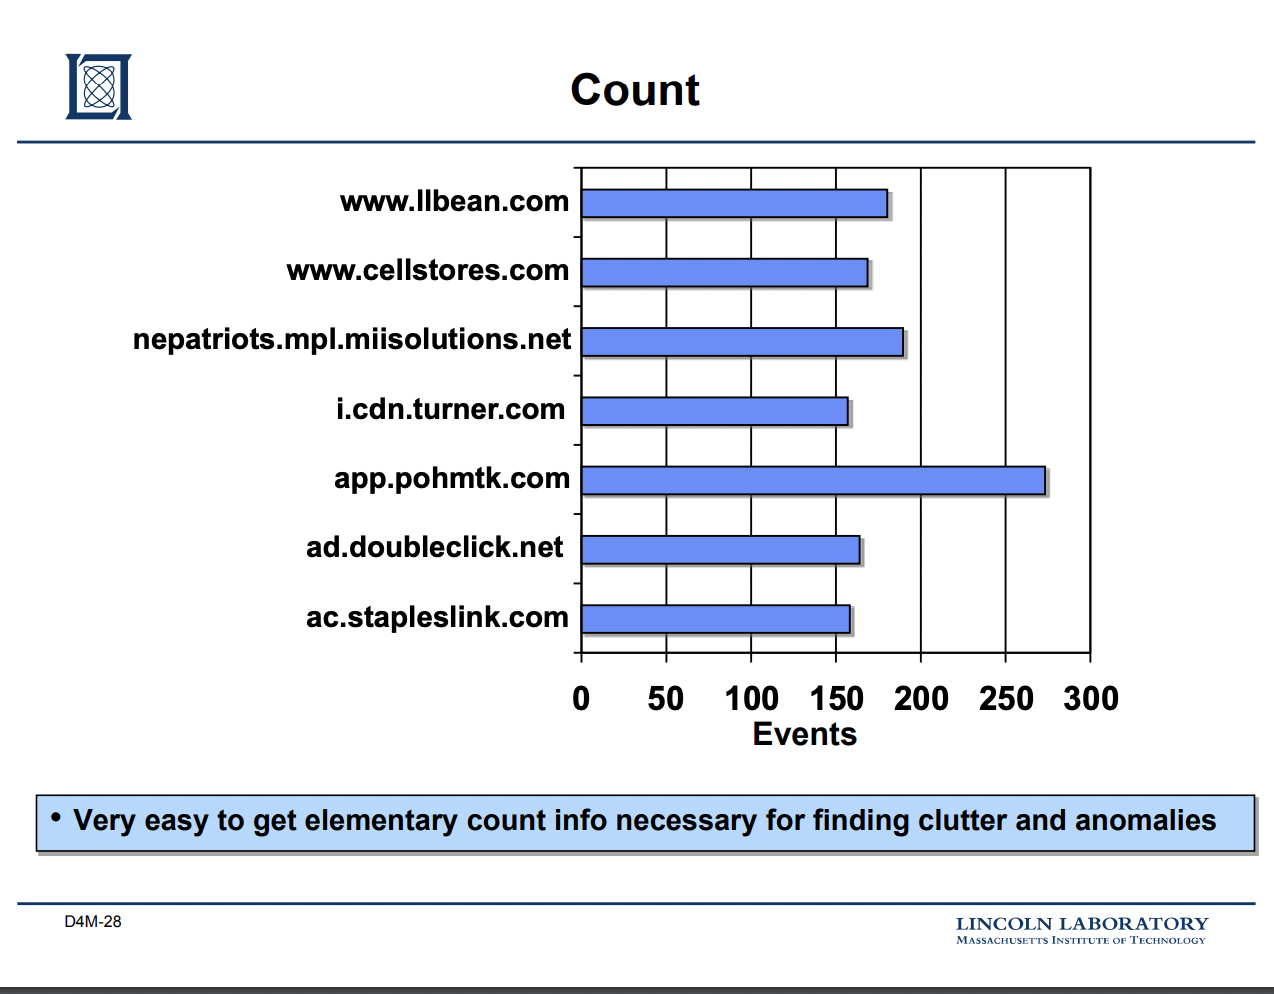 Count
www.llbean.com
www.cellstores.com
nepatriots.mpl.miisolutions.net
i.cdn.turner.com
app.pohmtk.com
ad.doubleclick.net
ac.stapleslink.com
0 50 100 150 200 250 300
Events
• Very easy to get elementary count info necessary for finding clutter and anomalies
D4M-28
LINCOLN LABORATORY
MASSACHUSETTS INSTITUTE OF TECHNOLOGY